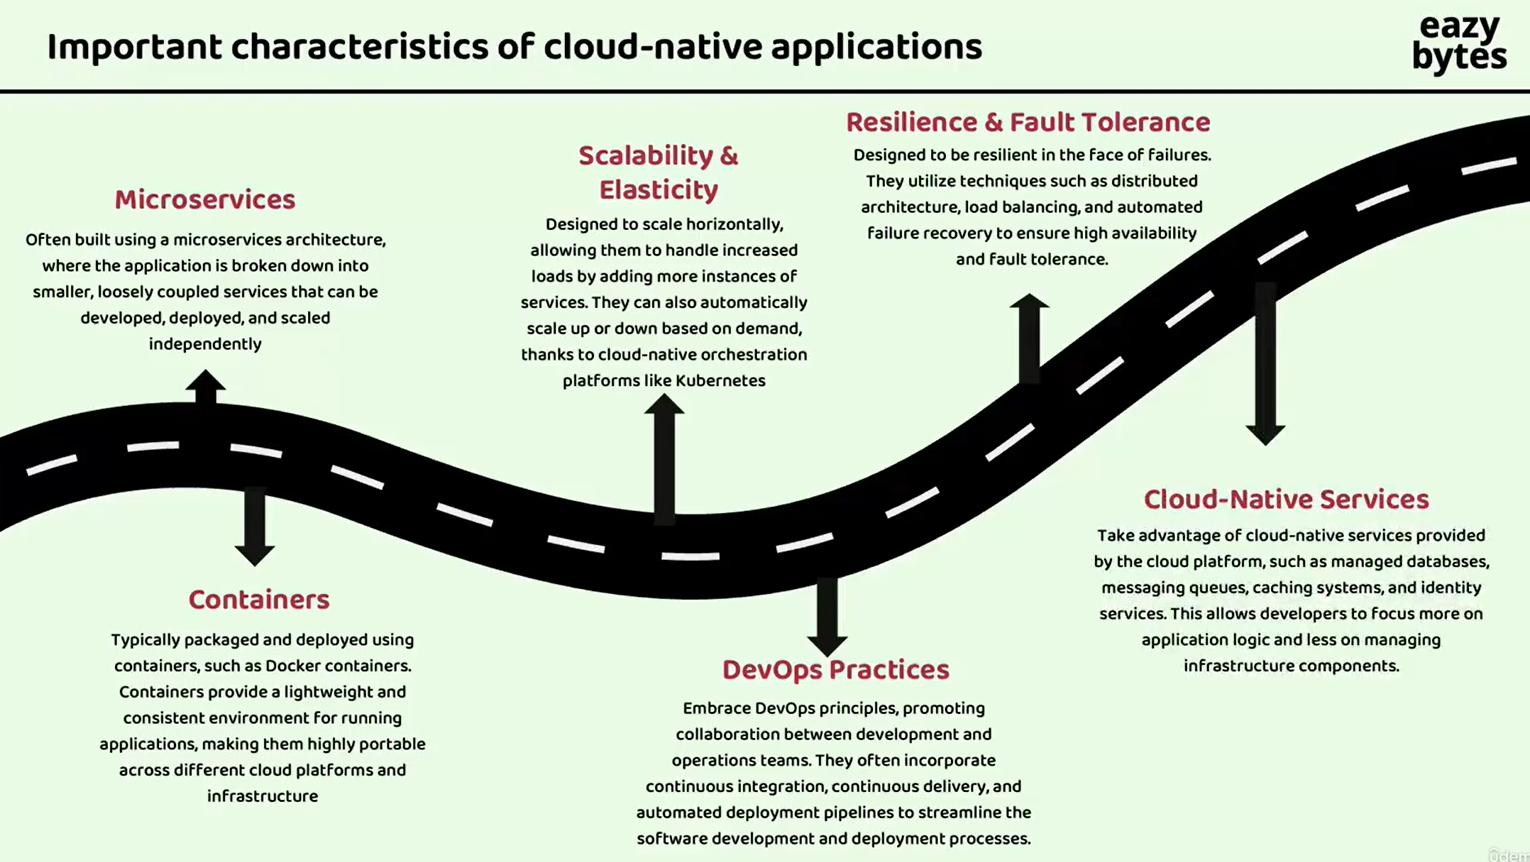 Important characteristics of cloud-native applications
eazy
bytes
Microservices
Often built using a microservices architecture,
where the application is broken down into
smaller, loosely coupled services that can be
developed, deployed, and scaled
independently
Containers
Typically packaged and deployed using
containers, such as Docker containers.
Containers provide a lightweight and
consistent environment for running
applications, making them highly portable
across different cloud platforms and
infrastructure
Scalability &
Elasticity
Designed to scale horizontally,
allowing them to handle increased
loads by adding more instances of
services. They can also automatically
scale up or down based on demand,
thanks to cloud-native orchestration
platforms like Kubernetes
DevOps Practices
Embrace DevOps principles, promoting
collaboration between development and
operations teams. They often incorporate
continuous integration, continuous delivery, and
automated deployment pipelines to streamline the
software development and deployment processes.
Resilience & Fault Tolerance
Designed to be resilient in the face of failures.
They utilize techniques such as distributed
architecture, load balancing, and automated
failure recovery to ensure high availability
and fault tolerance.
Cloud-Native Services
Take advantage of cloud-native services provided
by the cloud platform, such as managed databases,
messaging queues, caching systems, and identity
services. This allows developers to focus more on
application logic and less on managing
infrastructure components.